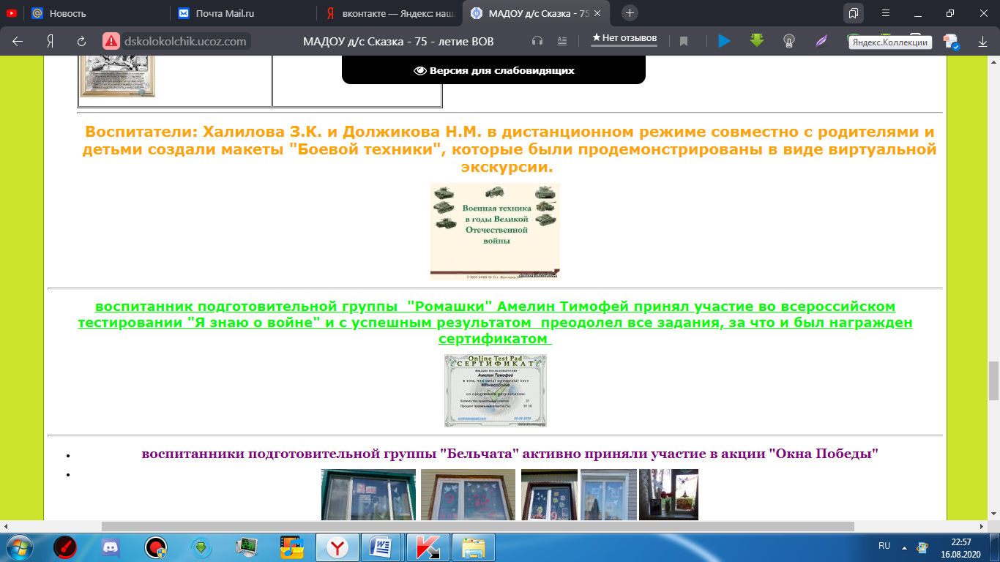 Новость
Почта Mail.ru
вконтакте — Яндекс наш
МАДОУ д/с Сказка - 75
dskolokolchik.ucoz.com
МАДОУ д/с Сказка - 75 - летие ВОВ
★Нет отзывов
Яндекс.Коллекции
Версия для слабовидящих
Воспитатели: Халилова З.К. и Должикова Н.М. в дистанционном режиме совместно с родителями и
детьми создали макеты "Боевой техники", которые были продемонстрированы в виде виртуальной
экскурсии.
Военная техника
в годы Великой
Отечественной
войны
воспитанник подготовительной группы "Ромашки" Амелин Тимофей принял участие во всероссийском
тестировании "Я знаю о войне" и с успешным результатом преодолел все задания, за что и был награжден
сертификатом
Online Test Pad
СЕРТИФИКАТ
выдан пользователю
Амелин Тимофей
в том, что он(а) прошел(а) тест
со следующим результатом:
Количество правильных ответов 31
Процент правильных ответов (%)
onlinetestpad.com
воспитанники подготовительной группы "Бельчата" активно приняли участие в акции "Окна Победы"
RU
22:57
16.08.2020